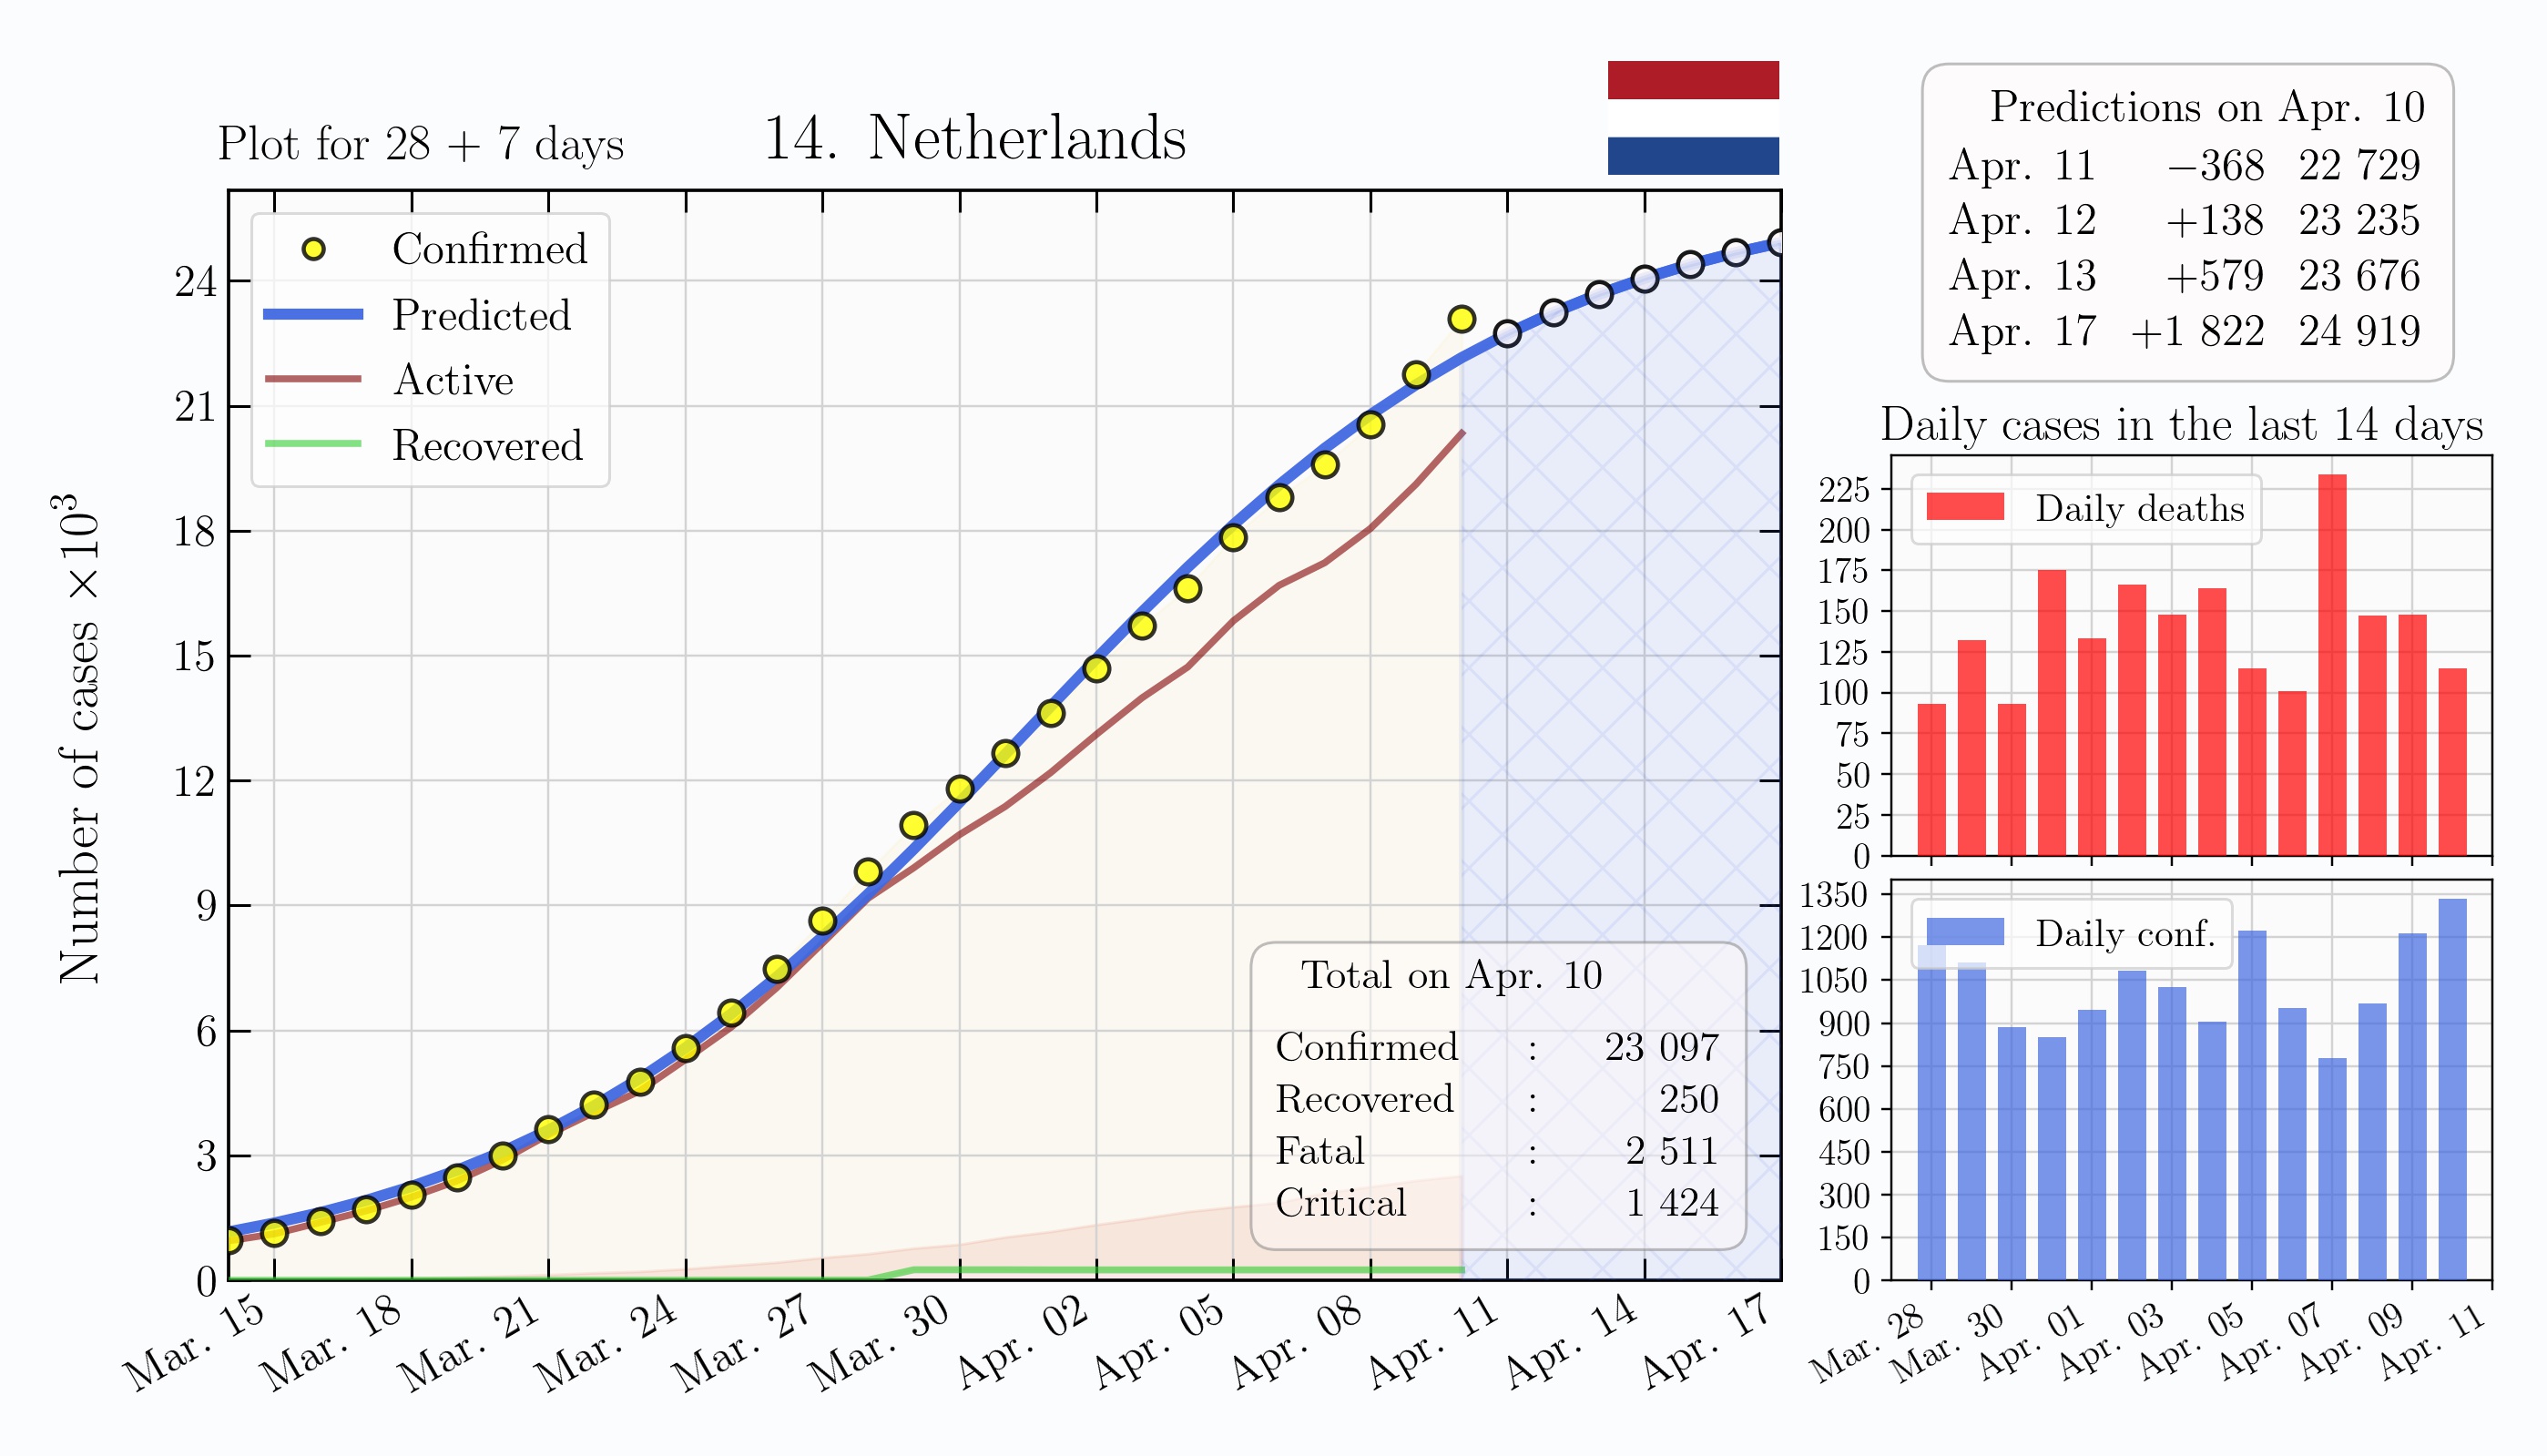 Plot for 28 + 7 days
14. Netherlands
Number of cases ×10³
Confirmed
Predicted
Active
Recovered
24
21
18
15
12
9
6
3
0
Mar. 15
Mar. 18
Mar. 21
Mar. 24
Mar. 27
Mar. 30
Apr. 02
Apr. 05
Apr. 08
Apr. 11
Apr. 14
Apr. 17
Total on Apr. 10
Confirmed : 23 097
Recovered : 250
Fatal : 2 511
Critical : 1 424
Predictions on Apr. 10
Apr. 11 −368 22 729
Apr. 12 +138 23 235
Apr. 13 +579 23 676
Apr. 17 +1 822 24 919
Daily cases in the last 14 days
Daily deaths
225
200
175
150
125
100
75
50
25
0
Daily conf.
1350
1200
1050
900
750
600
450
300
150
0
Mar. 28
Mar. 30
Apr. 01
Apr. 03
Apr. 05
Apr. 07
Apr. 09
Apr. 11